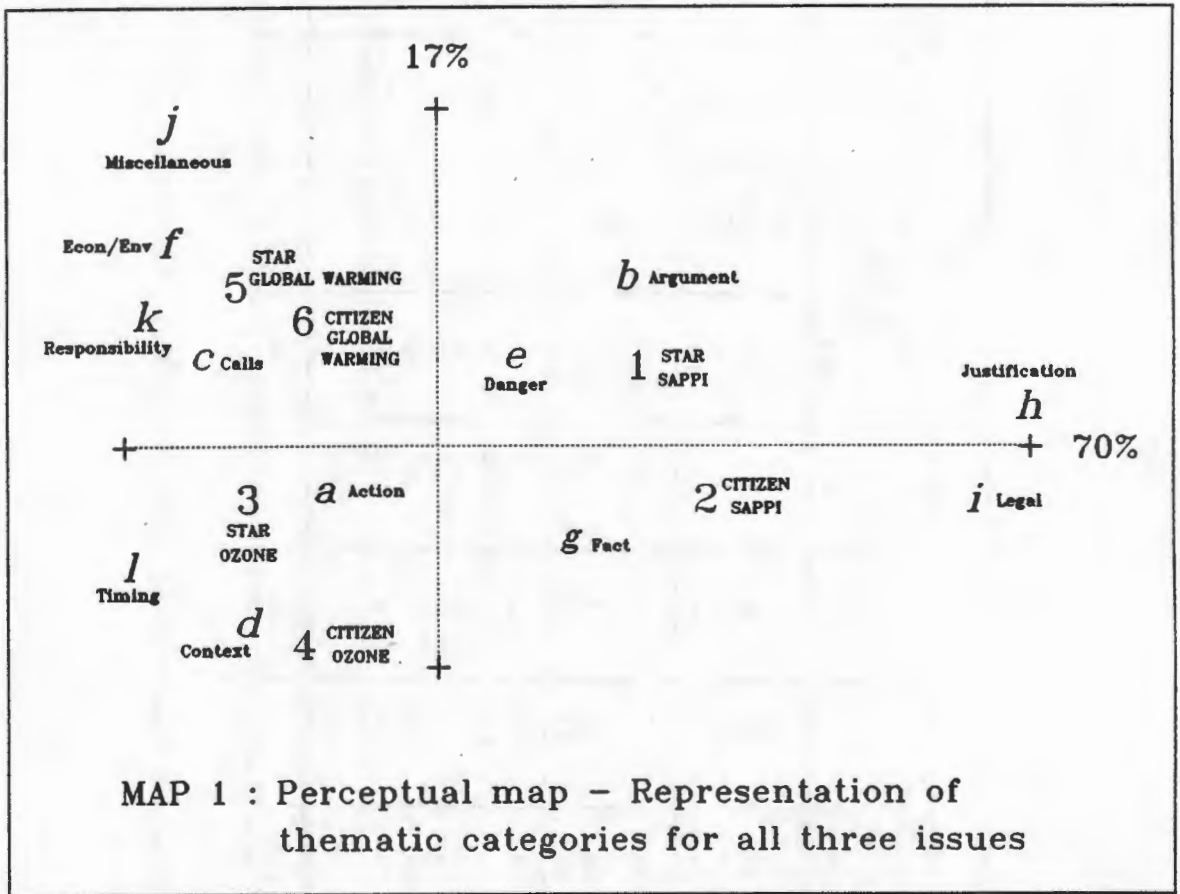 17%
j
Miscellaneous
Econ/Env f
STAR
5 GLOBAL WARMING
b Argument
k
Responsibility
6 CITIZEN
GLOBAL
WARMING
c Calls
e
Danger
1 STAR
SAPPI
Justification
h
70%
3
STAR
OZONE
a Action
2 CITIZEN
SAPPI
i Legal
g Fact
l
Timing
d
Context
4 CITIZEN
OZONE
MAP 1 : Perceptual map – Representation of
thematic categories for all three issues